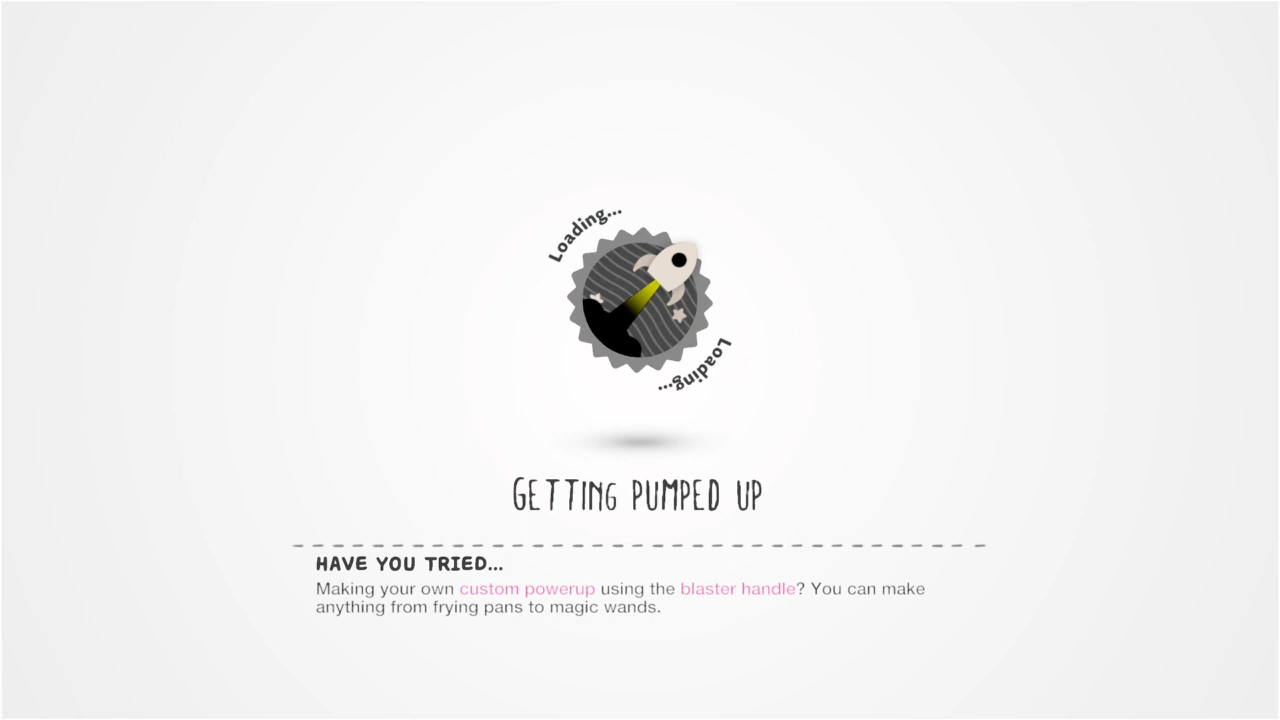 Loading...
Loading...
GETTING PUMPED UP
HAVE YOU TRIED...
Making your own custom powerup using the blaster handle? You can make
anything from frying pans to magic wands.